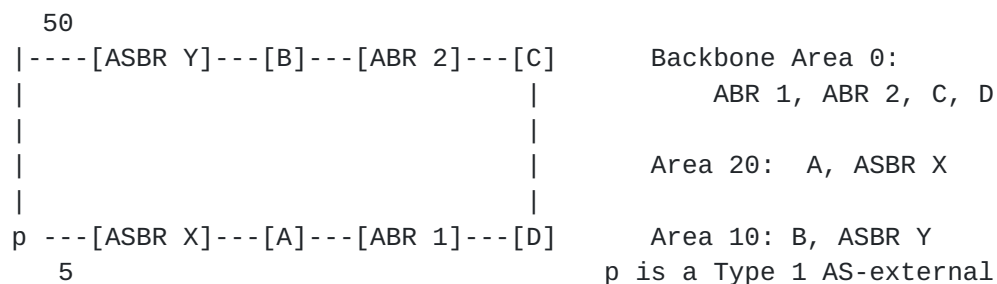 50
|----[ASBR Y]---[B]---[ABR 2]---[C]      Backbone Area 0:
|                                |          ABR 1, ABR 2, C, D
|                                |
|                                |       Area 20:  A, ASBR X
|                                |
p ---[ASBR X]---[A]---[ABR 1]---[D]      Area 10: B, ASBR Y
5                                   p is a Type 1 AS-external